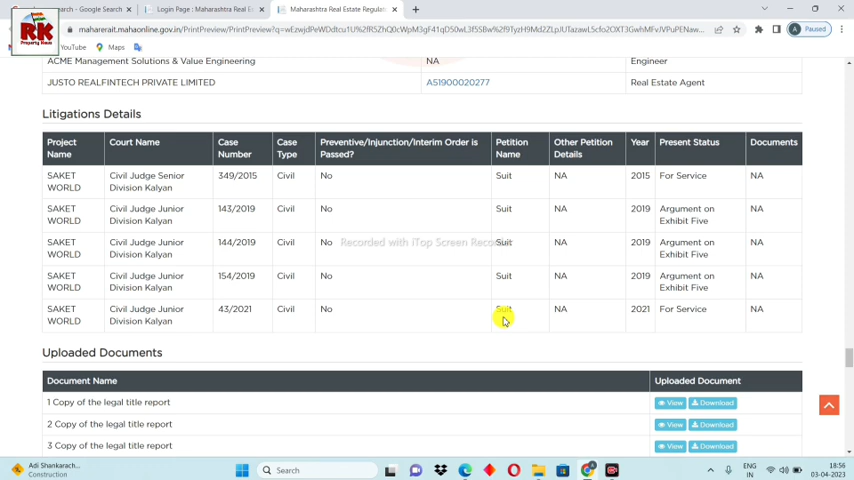 search - Google Search
Login Page : Maharashtra Real E
Maharashtra Real Estate Regulato
maharerait.mahaonline.gov.in/PrintPreview/PrintPreview?q=
A Paused
RK
Property News
YouTube Maps
ACME Management Solutions & Value Engineering NA Engineer
JUSTO REALFINTECH PRIVATE LIMITED A51900020277 Real Estate Agent
Litigations Details
Project Name Court Name Case Number Case Type Preventive/Injunction/Interim Order is Passed? Petition Name Other Petition Details Year Present Status Documents
SAKET WORLD Civil Judge Senior Division Kalyan 349/2015 Civil No Suit NA 2015 For Service NA
SAKET WORLD Civil Judge Junior Division Kalyan 143/2019 Civil No Suit NA 2019 Argument on Exhibit Five NA
SAKET WORLD Civil Judge Junior Division Kalyan 144/2019 Civil No Suit NA 2019 Argument on Exhibit Five NA
Recorded with iTop Screen Recorder
SAKET WORLD Civil Judge Junior Division Kalyan 154/2019 Civil No Suit NA 2019 Argument on Exhibit Five NA
SAKET WORLD Civil Judge Junior Division Kalyan 43/2021 Civil No Suit NA 2021 For Service NA
Uploaded Documents
Document Name Uploaded Document
1 Copy of the legal title report View Download
2 Copy of the legal title report View Download
3 Copy of the legal title report View Download
Adi Shankarach...
Construction
Search
ENG
IN
18:56
03-04-2023